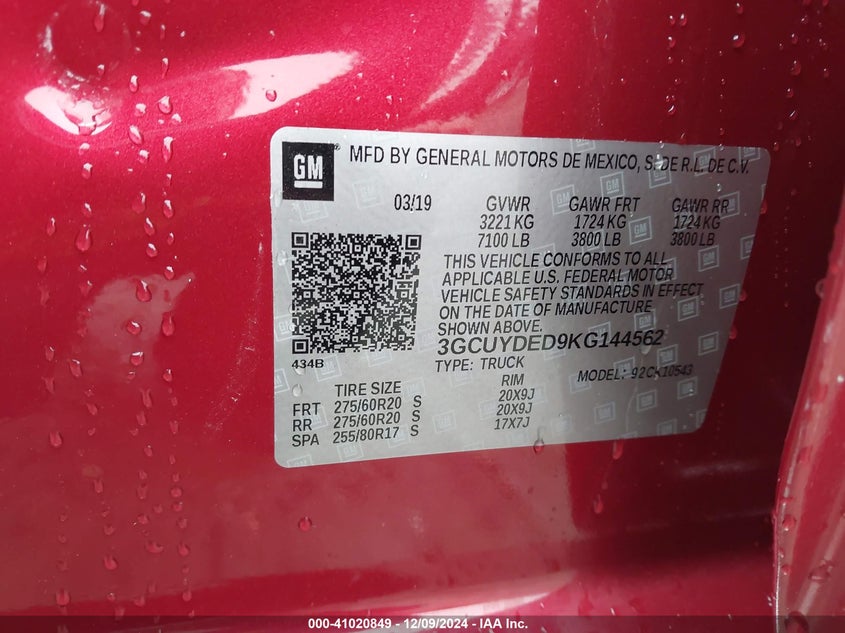 GM ® MFD BY GENERAL MOTORS DE MEXICO, S. DE R.L. DE C.V.
03/19 GVWR GAWR FRT GAWR RR
3221 KG 1724 KG 1724 KG
7100 LB 3800 LB 3800 LB
THIS VEHICLE CONFORMS TO ALL
APPLICABLE U.S. FEDERAL MOTOR
VEHICLE SAFETY STANDARDS IN EFFECT
ON THE DATE OF MANUFACTURE
SHOWN ABOVE.
434B 3GCUYDED9KG144562
TYPE: TRUCK MODEL: 92CK10543
TIRE SIZE RIM
FRT 275/60R20 S 20X9J
RR 275/60R20 S 20X9J
SPA 255/80R17 S 17X7J
000-41020849 - 12/09/2024 - IAA Inc.